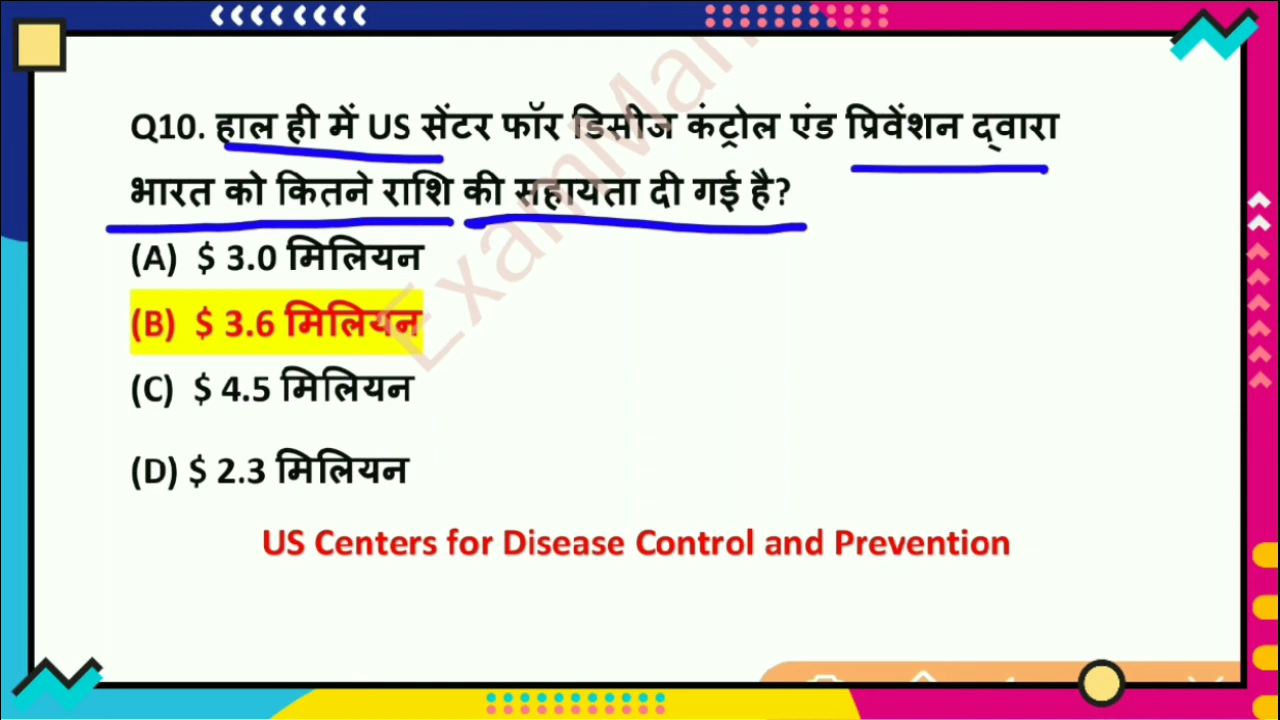 Q10. हाल ही में US सेंटर फॉर डिसीज कंट्रोल एंड प्रिवेंशन द्वारा
भारत को कितने राशि की सहायता दी गई है?
(A) $ 3.0 मिलियन
(B) $ 3.6 मिलियन
(C) $ 4.5 मिलियन
(D) $ 2.3 मिलियन
US Centers for Disease Control and Prevention